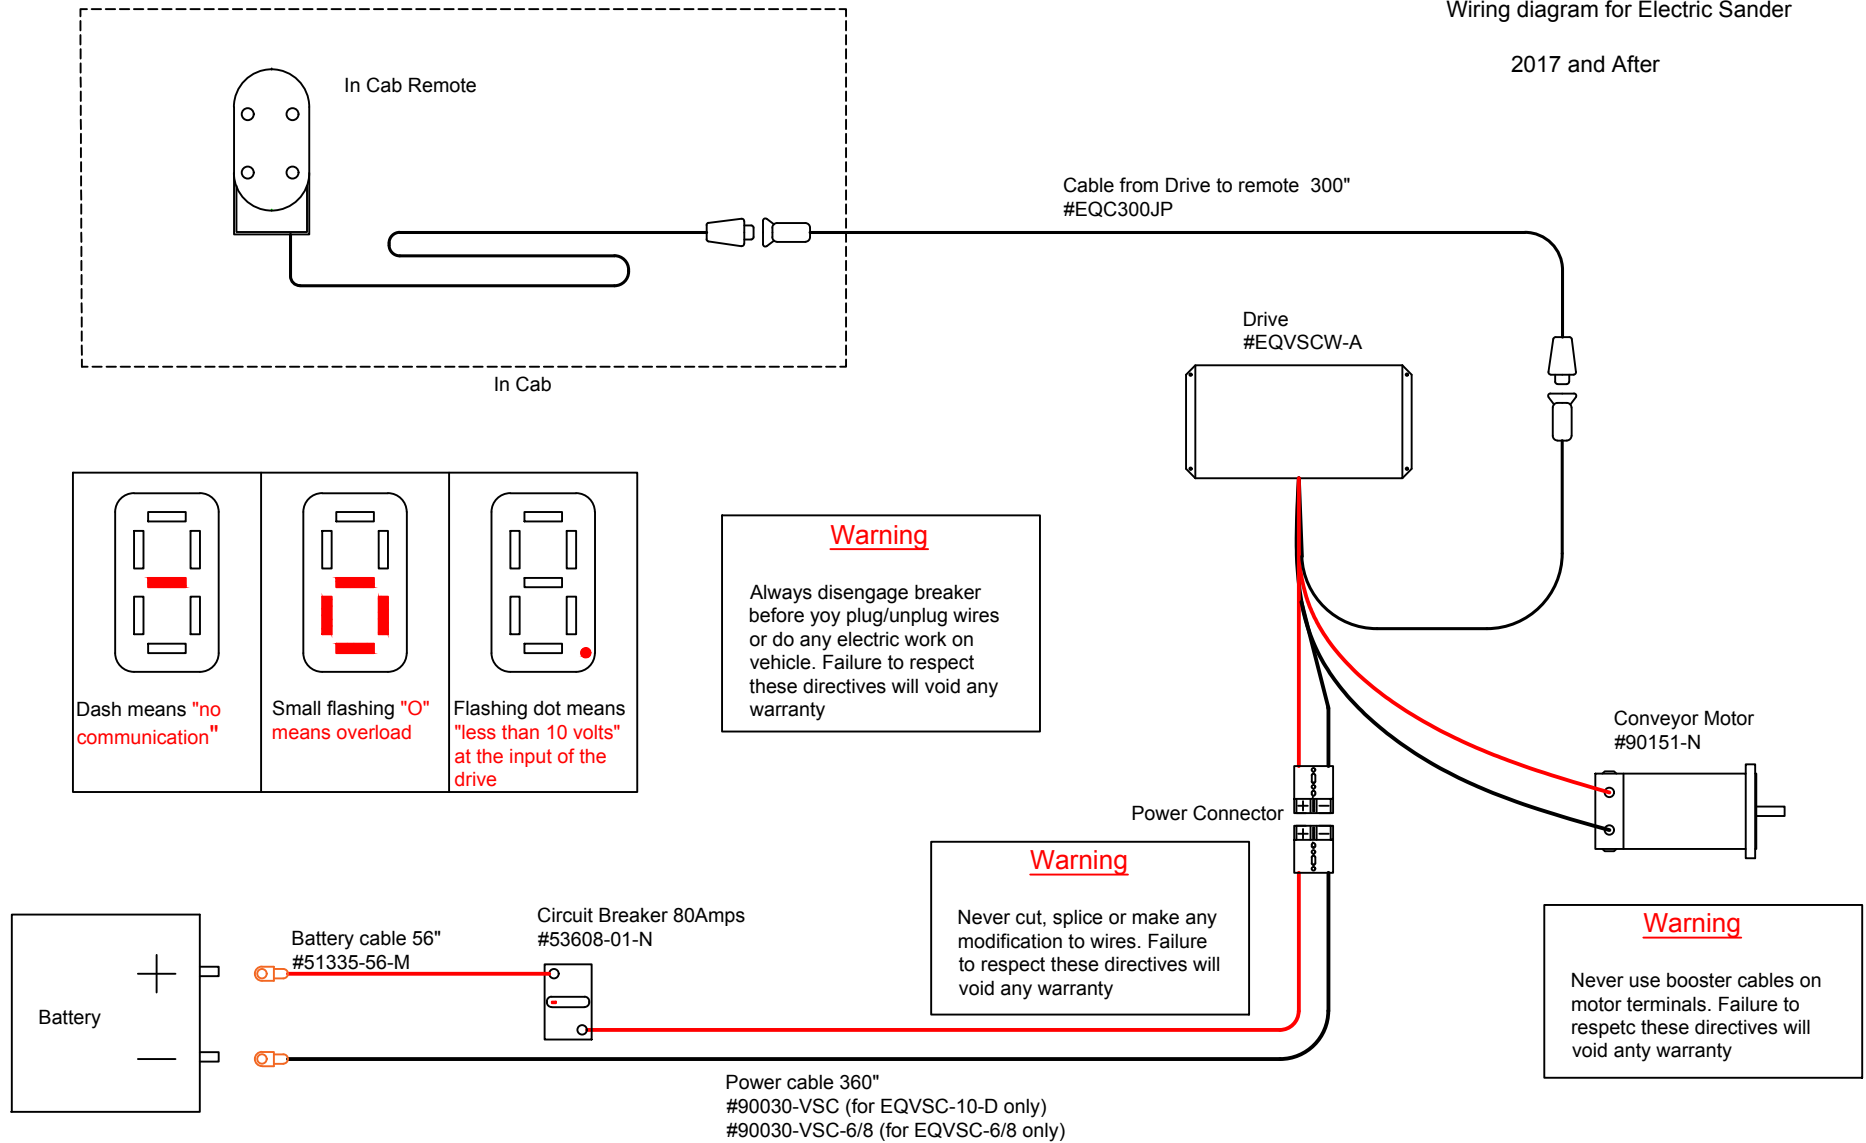 Wiring diagram for Electric Sander
2017 and After
In Cab Remote
Cable from Drive to remote 300"
#EQC300JP
Drive
#EQVSCW-A
In Cab
Dash means "no
communication"
Small flashing "O"
means overload
Flashing dot means
"less than 10 volts"
at the input of the
drive
Warning
Always disengage breaker
before yoy plug/unplug wires
or do any electric work on
vehicle. Failure to respect
these directives will void any
warranty
Conveyor Motor
#90151-N
Power Connector
+ −
+ −
Warning
Never cut, splice or make any
modification to wires. Failure
to respect these directives will
void any warranty
Warning
Never use booster cables on
motor terminals. Failure to
respetc these directives will
void anty warranty
Circuit Breaker 80Amps
#53608-01-N
Battery cable 56"
#51335-56-M
+
Battery
−
Power cable 360"
#90030-VSC (for EQVSC-10-D only)
#90030-VSC-6/8 (for EQVSC-6/8 only)